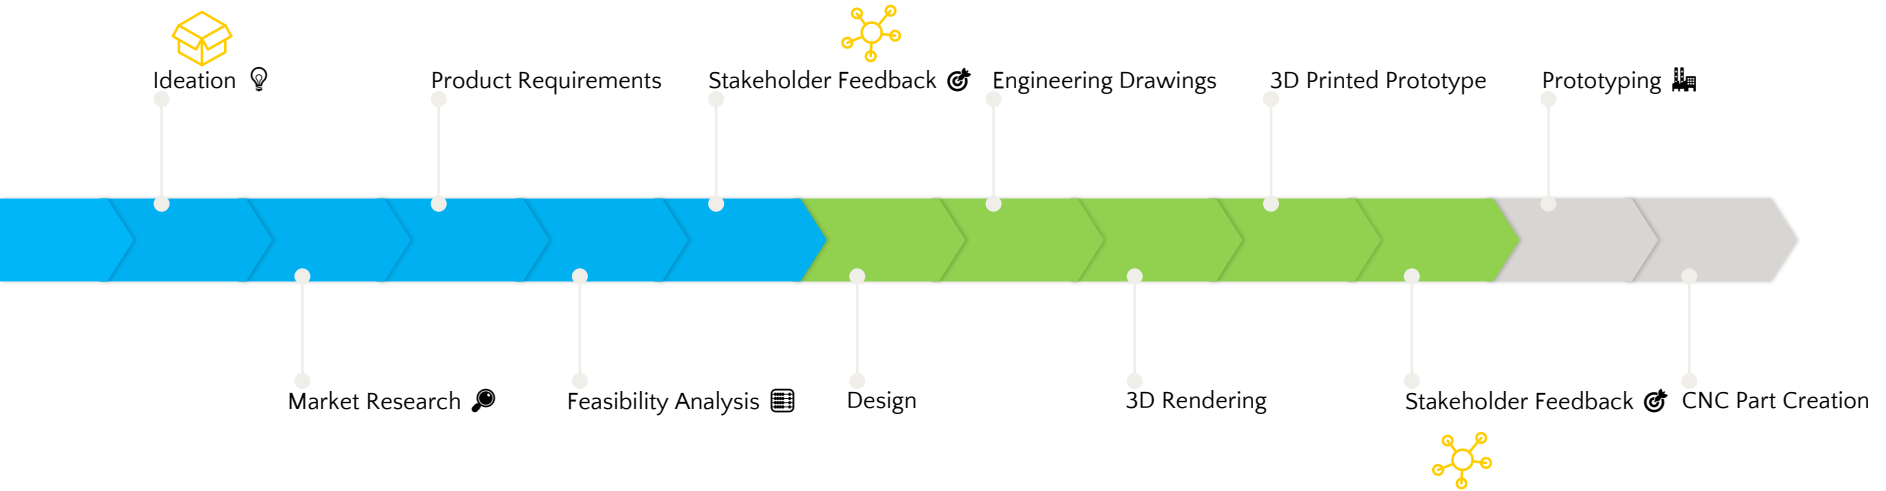 Ideation
Product Requirements
Stakeholder Feedback
Engineering Drawings
3D Printed Prototype
Prototyping
Market Research
Feasibility Analysis
Design
3D Rendering
Stakeholder Feedback
CNC Part Creation